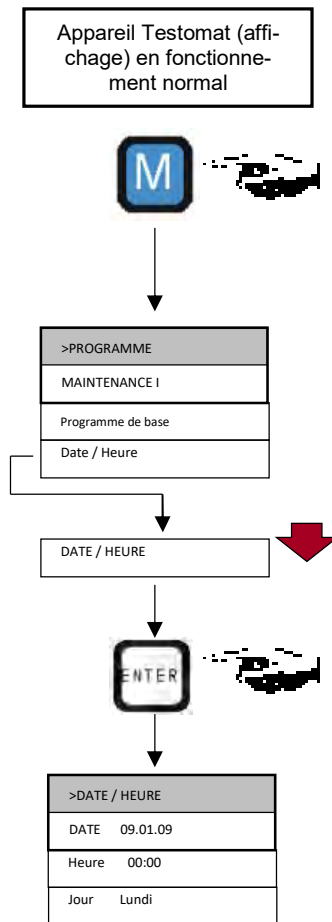 Appareil Testomat (affi-
chage) en fonctionne-
ment normal
M
>PROGRAMME
MAINTENANCE I
Programme de base
Date / Heure
DATE / HEURE
ENTER
>DATE / HEURE
DATE 09.01.09
Heure 00:00
Jour Lundi